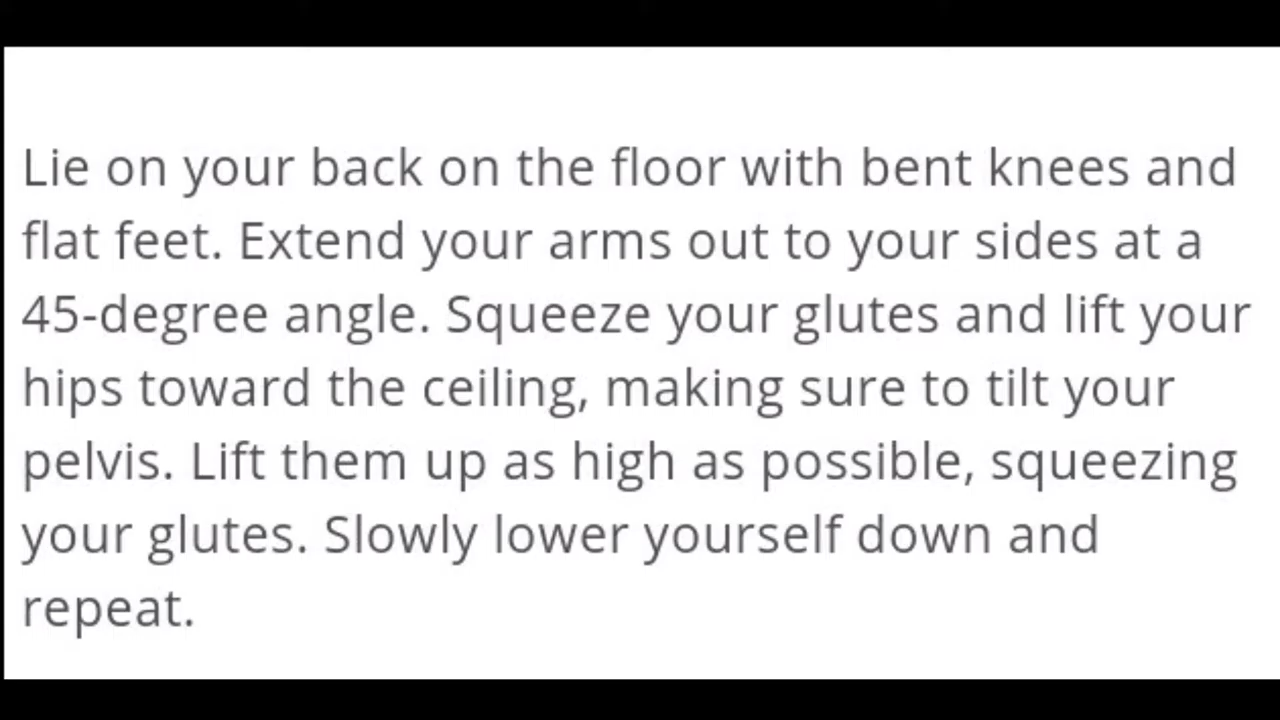 Lie on your back on the floor with bent knees and
flat feet. Extend your arms out to your sides at a
45-degree angle. Squeeze your glutes and lift your
hips toward the ceiling, making sure to tilt your
pelvis. Lift them up as high as possible, squeezing
your glutes. Slowly lower yourself down and
repeat.